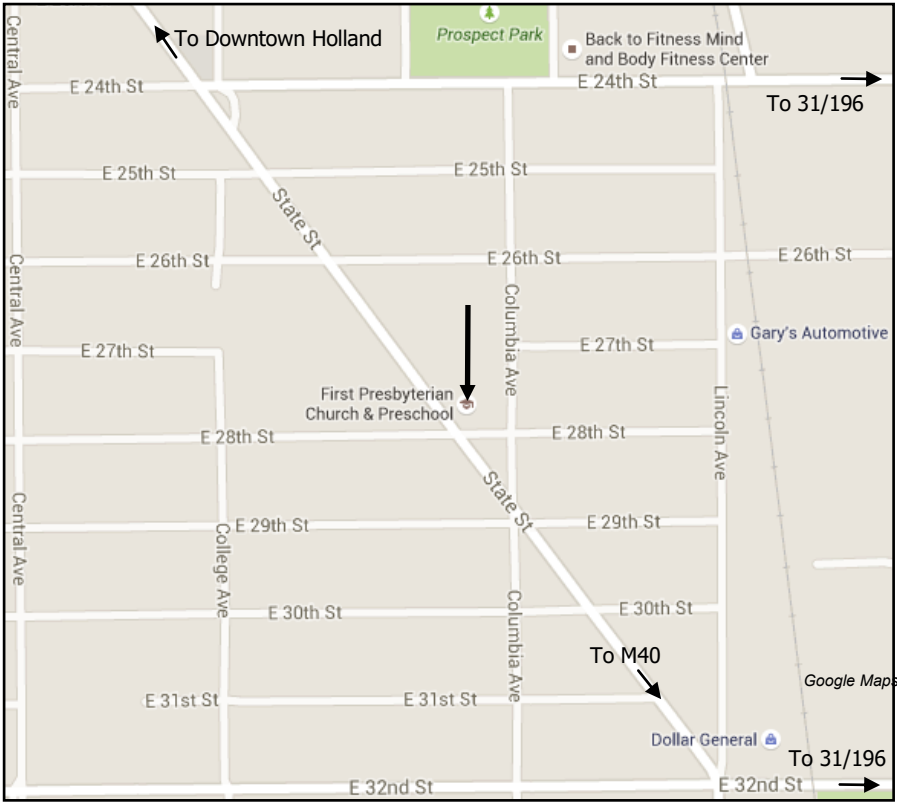 To Downtown Holland
Prospect Park
Back to Fitness Mind
and Body Fitness Center
Central Ave
E 24th St
E 24th St
To 31/196
E 25th St
E 25th St
State St
E 26th St
E 26th St
E 26th St
Central Ave
Columbia Ave
Gary's Automotive
E 27th St
E 27th St
First Presbyterian
Church & Preschool
Lincoln Ave
E 28th St
E 28th St
State St
Central Ave
E 29th St
E 29th St
College Ave
E 30th St
E 30th St
Columbia Ave
To M40
Google Maps
E 31st St
E 31st St
Dollar General
To 31/196
E 32nd St
E 32nd St